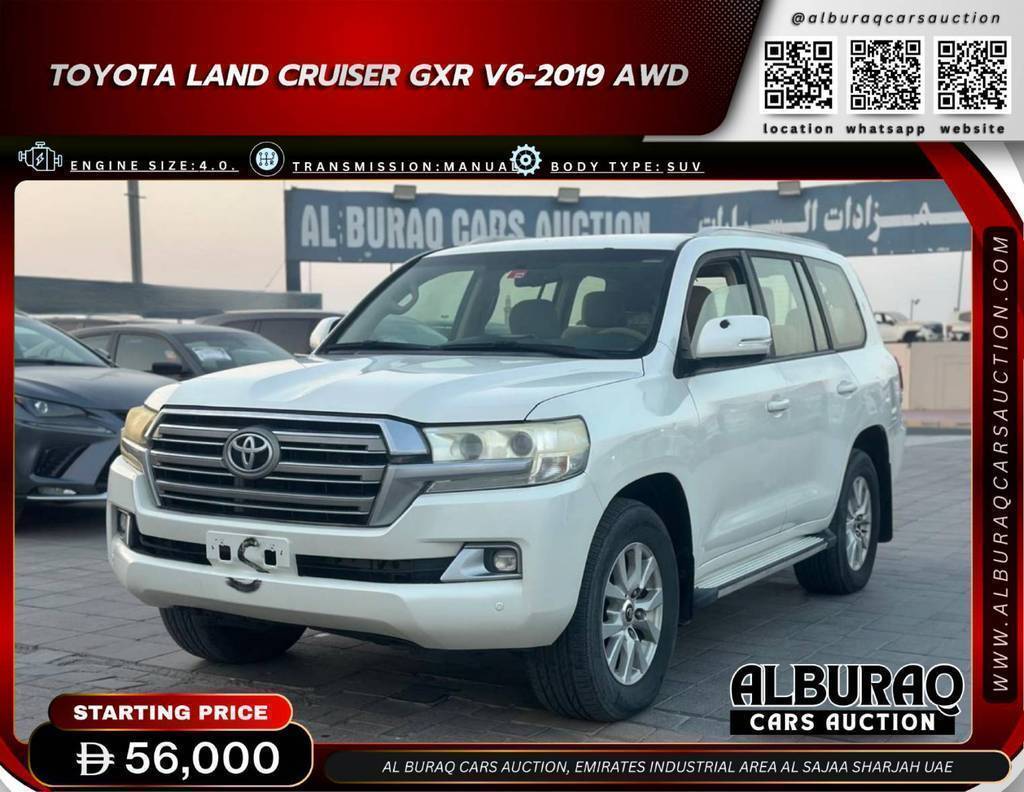 @alburaqcarsauction
TOYOTA LAND CRUISER GXR V6-2019 AWD
location whatsapp website
ENGINE SIZE:4.0.
TRANSMISSION:MANUA
BODY TYPE:SUV
AL BURAQ CARS AUCTION
WWW.ALBURAQCARSAUCTION.COM
ALBURAQ
CARS AUCTION
STARTING PRICE
56,000
AL BURAQ CARS AUCTION, EMIRATES INDUSTRIAL AREA AL SAJAA SHARJAH UAE